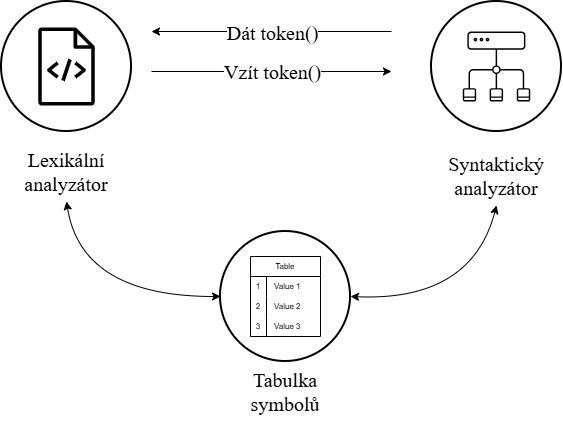 Dát token()
Vzít token()
</>
Lexikální
analyzátor
Syntaktický
analyzátor
Table
1 Value 1
2 Value 2
3 Value 3
Tabulka
symbolů